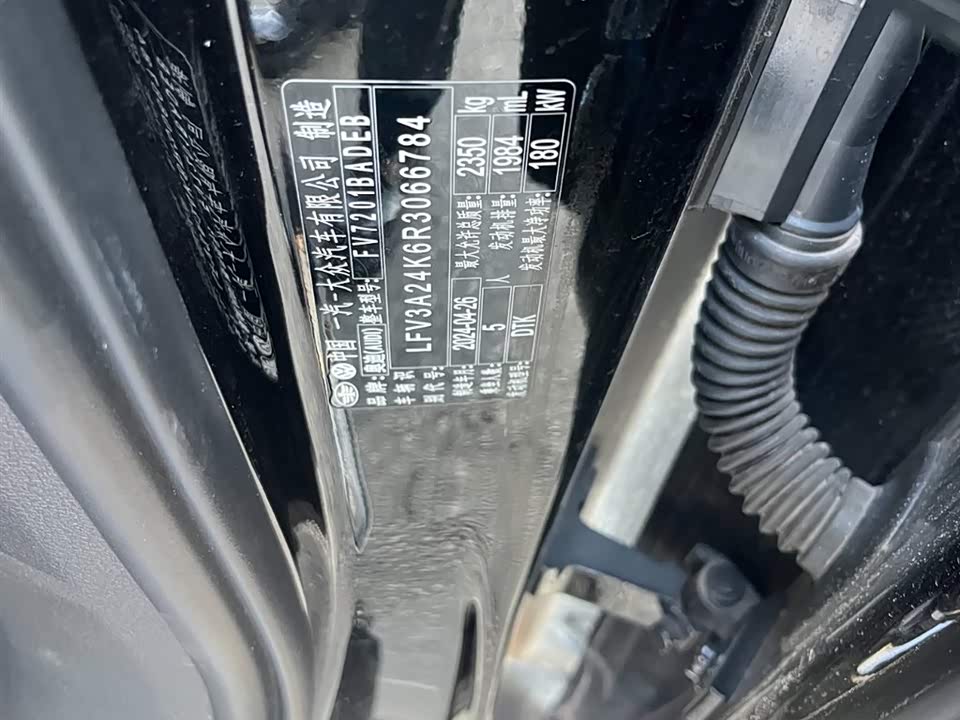 中国 一汽-大众汽车有限公司 制造
品牌: 奥迪(AUDI) 整车型号: FV7201BADEB
车辆识别代号: LFV3A24K6R3066784
制造年月: 2024-04-26 最大允许总质量: 2350 kg
乘坐人数: 5 人 发动机排量: 1984 mL
发动机型号: DTK 发动机最大净功率: 180 kW